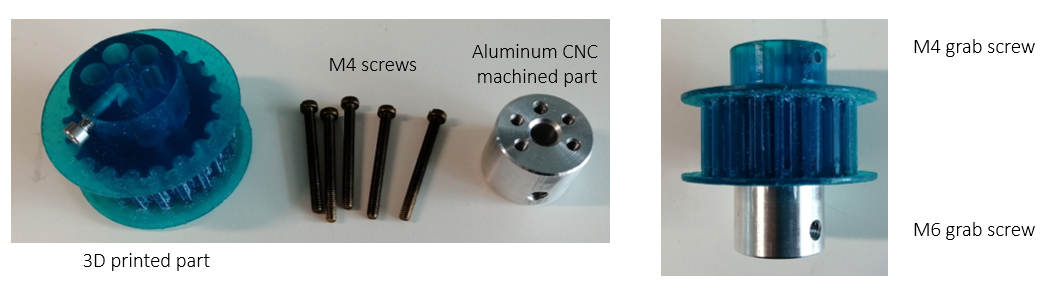 M4 screws
Aluminum CNC
machined part
3D printed part
M4 grab screw
M6 grab screw